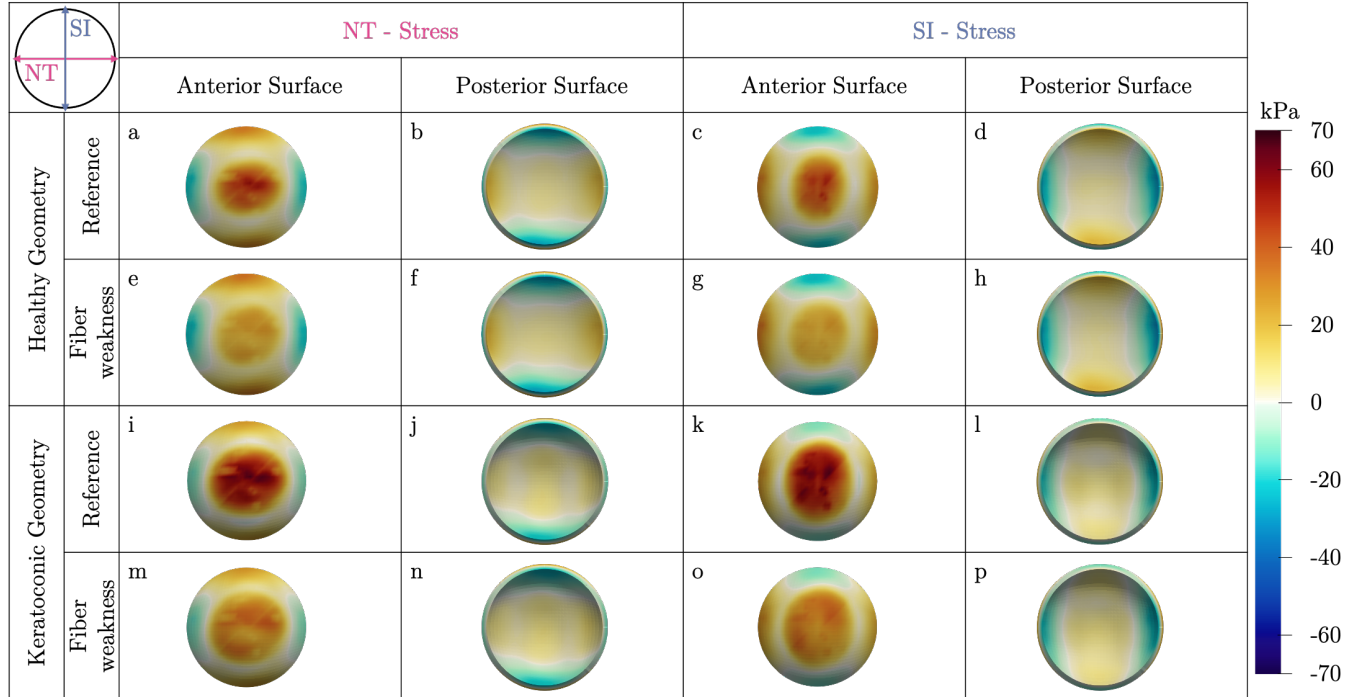 SI
NT
NT - Stress
SI - Stress
Anterior Surface
Posterior Surface
Anterior Surface
Posterior Surface
kPa
70
60
40
20
0
-20
-40
-60
-70
Healthy Geometry
Reference
a
b
c
d
Fiber
weakness
e
f
g
h
Keratoconic Geometry
Reference
i
j
k
l
Fiber
weakness
m
n
o
p